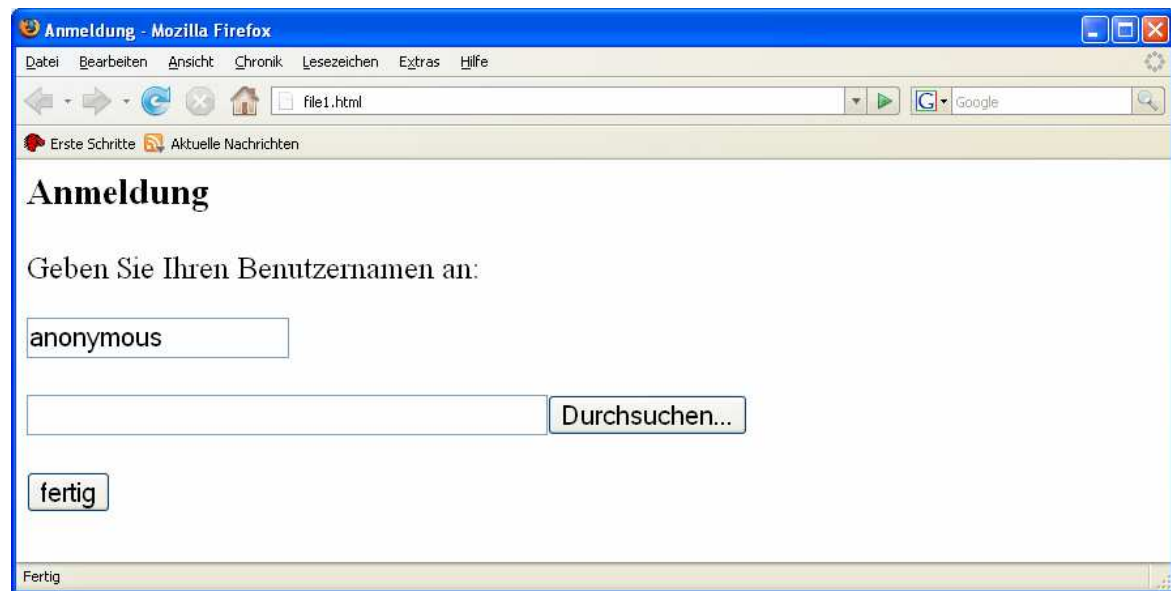 Anmeldung - Mozilla Firefox
Datei Bearbeiten Ansicht Chronik Lesezeichen Extras Hilfe
file1.html G Google
Erste Schritte Aktuelle Nachrichten
Anmeldung
Geben Sie Ihren Benutzernamen an:
anonymous
Durchsuchen...
fertig
Fertig